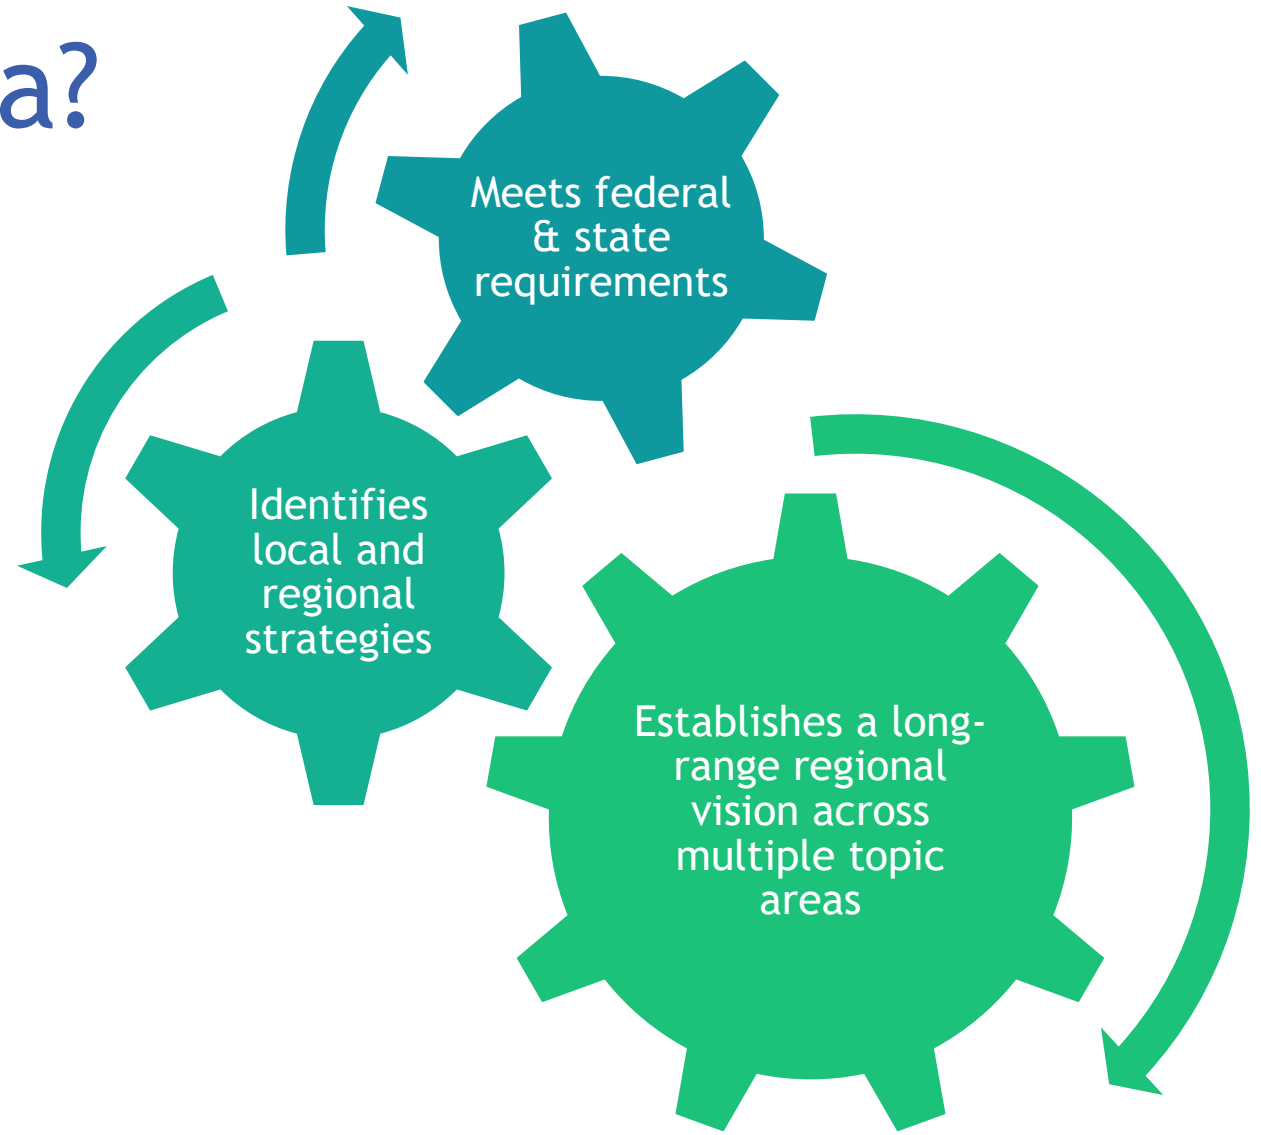 a?
Meets federal
& state
requirements
Identifies
local and
regional
strategies
Establishes a long-
range regional
vision across
multiple topic
areas